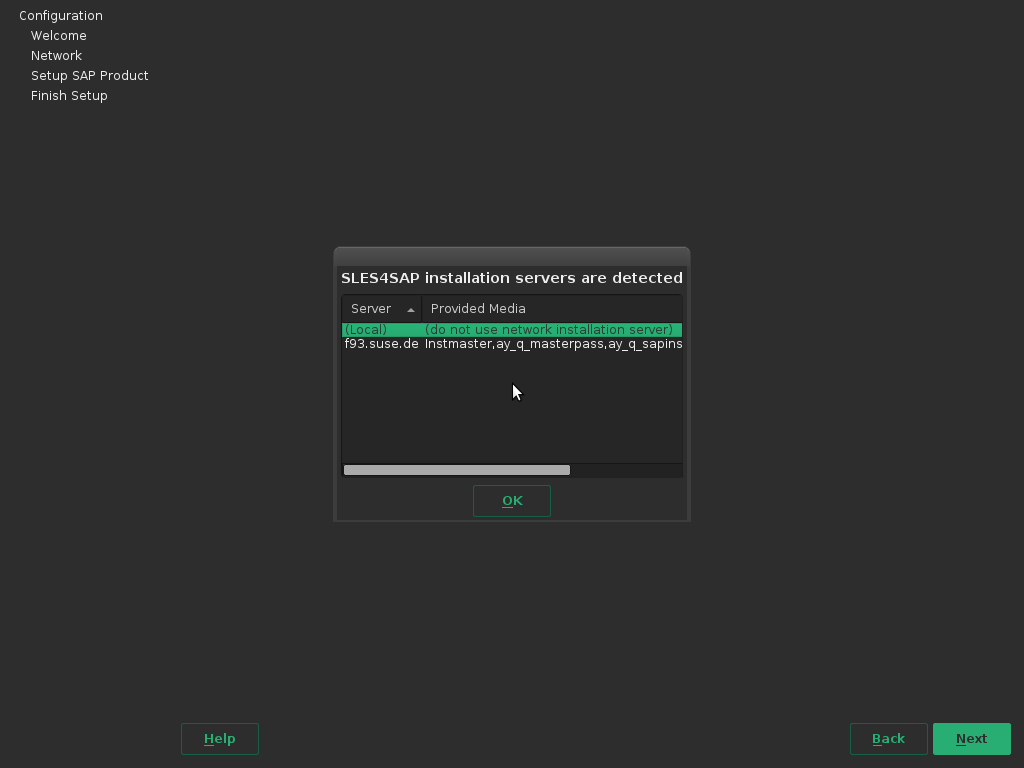 Configuration
Welcome
Network
Setup SAP Product
Finish Setup
SLES4SAP installation servers are detected
Server Provided Media
(Local) (do not use network installation server)
f93.suse.de Instmaster,ay_q_masterpass,ay_q_sapins
OK
Help Back Next